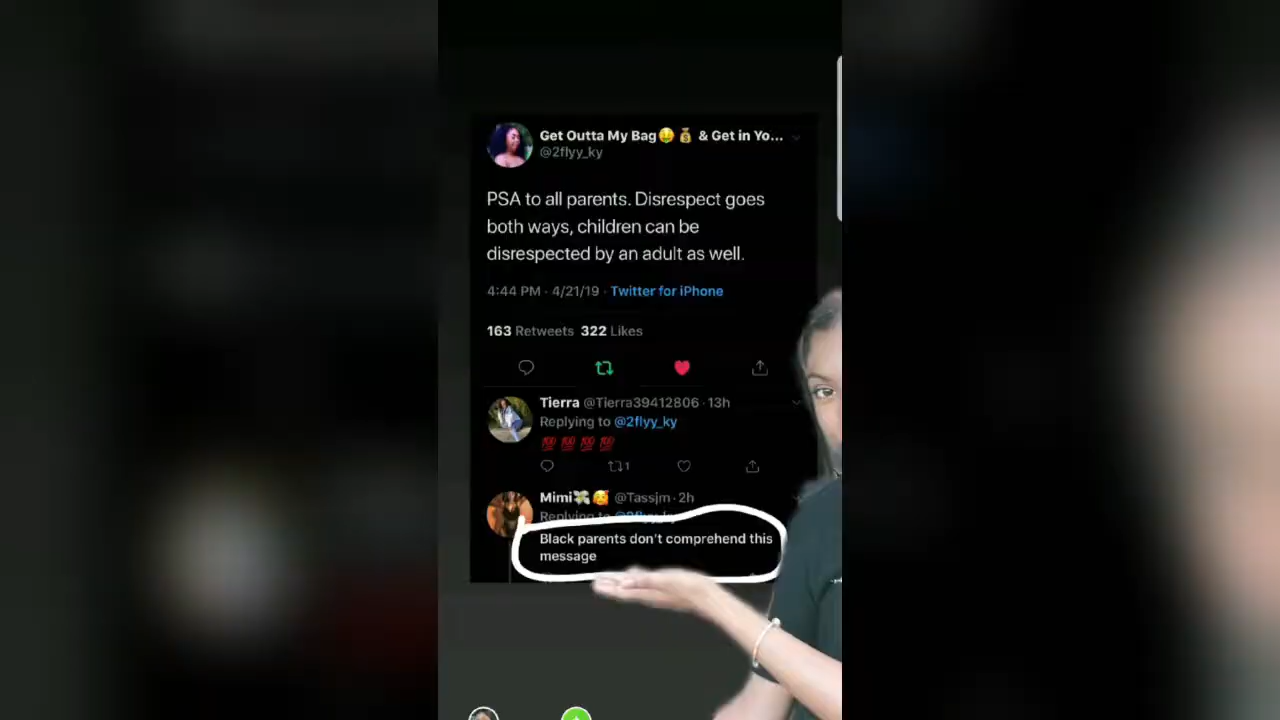 Get Outta My Bag🤑💰 & Get in Yo...
@2flyy_ky
PSA to all parents. Disrespect goes
both ways, children can be
disrespected by an adult as well.
4:44 PM · 4/21/19 · Twitter for iPhone
163 Retweets 322 Likes
Tierra @Tierra39412806 · 13h
Replying to @2flyy_ky
💯 💯 💯 💯
1
Mimi💸🥰 @Tassjm · 2h
Replying to @2flyy_ky
Black parents don't comprehend this
message